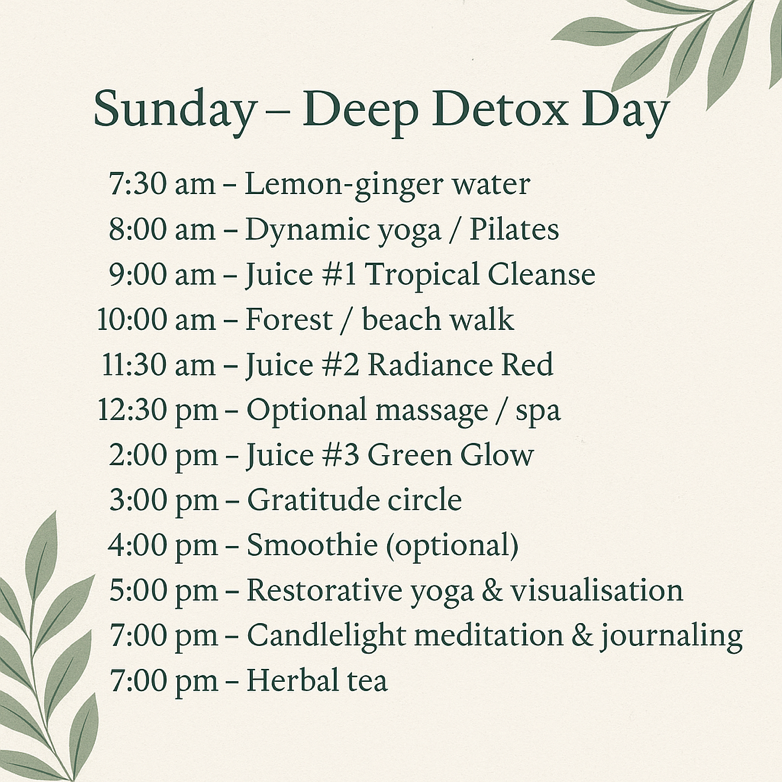 Sunday – Deep Detox Day
7:30 am – Lemon-ginger water
8:00 am – Dynamic yoga / Pilates
9:00 am – Juice #1 Tropical Cleanse
10:00 am – Forest / beach walk
11:30 am – Juice #2 Radiance Red
12:30 pm – Optional massage / spa
2:00 pm – Juice #3 Green Glow
3:00 pm – Gratitude circle
4:00 pm – Smoothie (optional)
5:00 pm – Restorative yoga & visualisation
7:00 pm – Candlelight meditation & journaling
7:00 pm – Herbal tea